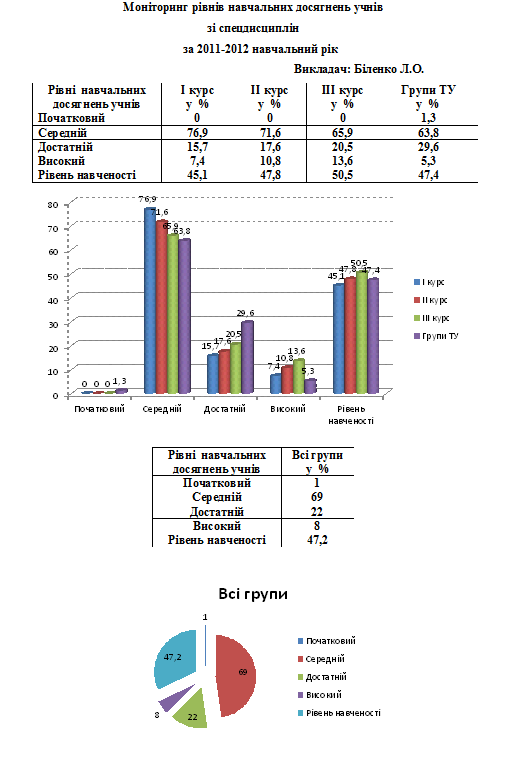 Моніторинг рівнів навчальних досягнень учнів
зі спецдисциплін
за 2011-2012 навчальний рік
Викладач: Біленко Л.О.
Рівні навчальних досягнень учнів | І курс у % | ІІ курс у % | ІІІ курс у % | Групи ТУ у %
Початковий 0 0 0 1,3
Середній 76,9 71,6 65,9 63,8
Достатній 15,7 17,6 20,5 29,6
Високий 7,4 10,8 13,6 5,3
Рівень навченості 45,1 47,8 50,5 47,4
80
70
60
50
40
30
20
10
0
0 0 0 1,3
76,9 71,6 65,9 63,8
15,7 17,6 20,5 29,6
7,4 10,8 13,6 5,3
45,1 47,8 50,5 47,4
Початковий Середній Достатній Високий Рівень
навченості
І курс
ІІ курс
ІІІ курс
Групи ТУ
Рівні навчальних досягнень учнів | Всі групи у %
Початковий 1
Середній 69
Достатній 22
Високий 8
Рівень навченості 47,2
Всі групи
1
69
22
8
47,2
Початковий
Середній
Достатній
Високий
Рівень навченості